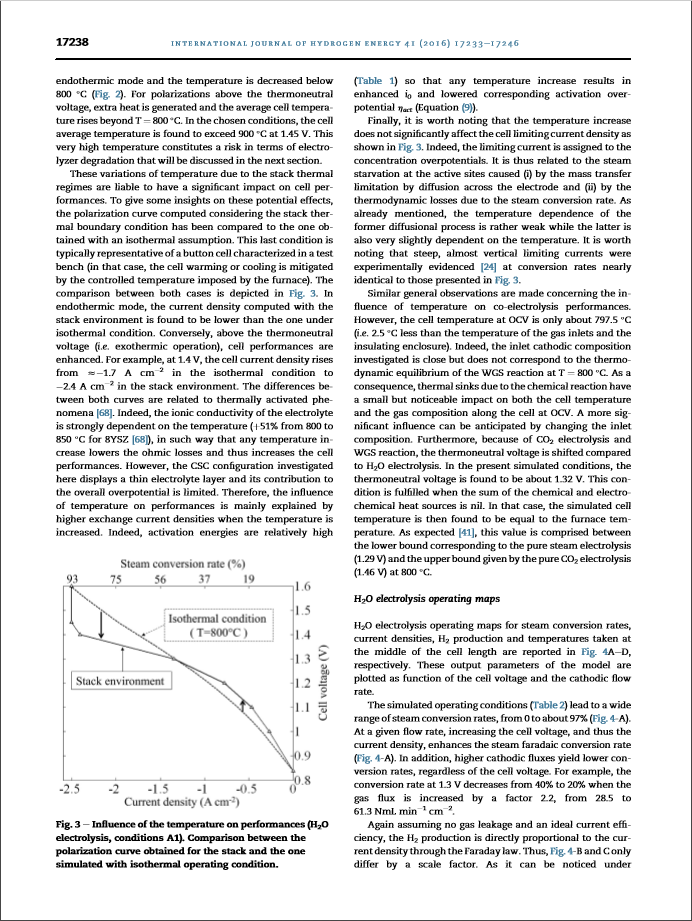 17238
INTERNATIONAL JOURNAL OF HYDROGEN ENERGY 41 (2016) 17233–17246
endothermic mode and the temperature is decreased below
800 °C (Fig. 2). For polarizations above the thermoneutral
voltage, extra heat is generated and the average cell tempera-
ture rises beyond T = 800 °C. In the chosen conditions, the cell
average temperature is found to exceed 900 °C at 1.45 V. This
very high temperature constitutes a risk in terms of electro-
lyzer degradation that will be discussed in the next section.
These variations of temperature due to the stack thermal
regimes are liable to have a significant impact on cell per-
formances. To give some insights on these potential effects,
the polarization curve computed considering the stack ther-
mal boundary condition has been compared to the one ob-
tained with an isothermal assumption. This last condition is
typically representative of a button cell characterized in a test
bench (in that case, the cell warming or cooling is mitigated
by the controlled temperature imposed by the furnace). The
comparison between both cases is depicted in Fig. 3. In
endothermic mode, the current density computed with the
stack environment is found to be lower than the one under
isothermal condition. Conversely, above the thermoneutral
voltage (i.e. exothermic operation), cell performances are
enhanced. For example, at 1.4 V, the cell current density rises
from ≈−1.7 A cm−2 in the isothermal condition to
−2.4 A cm−2 in the stack environment. The differences be-
tween both curves are related to thermally activated phe-
nomena [68]. Indeed, the ionic conductivity of the electrolyte
is strongly dependent on the temperature (+51% from 800 to
850 °C for 8YSZ [68]), in such way that any temperature in-
crease lowers the ohmic losses and thus increases the cell
performances. However, the CSC configuration investigated
here displays a thin electrolyte layer and its contribution to
the overall overpotential is limited. Therefore, the influence
of temperature on performances is mainly explained by
higher exchange current densities when the temperature is
increased. Indeed, activation energies are relatively high
Steam conversion rate (%)
93 75 56 37 19
1.6
1.5
1.4
1.3
1.2
1.1
1
0.9
0.8
Cell voltage (V)
Isothermal condition
( T=800°C )
Stack environment
-2.5 -2 -1.5 -1 -0.5 0
Current density (A cm-2)
Fig. 3 – Influence of the temperature on performances (H2O
electrolysis, conditions A1). Comparison between the
polarization curve obtained for the stack and the one
simulated with isothermal operating condition.
(Table 1) so that any temperature increase results in
enhanced i0 and lowered corresponding activation over-
potential ηact (Equation (9)).
Finally, it is worth noting that the temperature increase
does not significantly affect the cell limiting current density as
shown in Fig. 3. Indeed, the limiting current is assigned to the
concentration overpotentials. It is thus related to the steam
starvation at the active sites caused (i) by the mass transfer
limitation by diffusion across the electrode and (ii) by the
thermodynamic losses due to the steam conversion rate. As
already mentioned, the temperature dependence of the
former diffusional process is rather weak while the latter is
also very slightly dependent on the temperature. It is worth
noting that steep, almost vertical limiting currents were
experimentally evidenced [24] at conversion rates nearly
identical to those presented in Fig. 3.
Similar general observations are made concerning the in-
fluence of temperature on co-electrolysis performances.
However, the cell temperature at OCV is only about 797.5 °C
(i.e. 2.5 °C less than the temperature of the gas inlets and the
insulating enclosure). Indeed, the inlet cathodic composition
investigated is close but does not correspond to the thermo-
dynamic equilibrium of the WGS reaction at T = 800 °C. As a
consequence, thermal sinks due to the chemical reaction have
a small but noticeable impact on both the cell temperature
and the gas composition along the cell at OCV. A more sig-
nificant influence can be anticipated by changing the inlet
composition. Furthermore, because of CO2 electrolysis and
WGS reaction, the thermoneutral voltage is shifted compared
to H2O electrolysis. In the present simulated conditions, the
thermoneutral voltage is found to be about 1.32 V. This con-
dition is fulfilled when the sum of the chemical and electro-
chemical heat sources is nil. In that case, the simulated cell
temperature is then found to be equal to the furnace tem-
perature. As expected [41], this value is comprised between
the lower bound corresponding to the pure steam electrolysis
(1.29 V) and the upper bound given by the pure CO2 electrolysis
(1.46 V) at 800 °C.
H2O electrolysis operating maps
H2O electrolysis operating maps for steam conversion rates,
current densities, H2 production and temperatures taken at
the middle of the cell length are reported in Fig. 4A–D,
respectively. These output parameters of the model are
plotted as function of the cell voltage and the cathodic flow
rate.
The simulated operating conditions (Table 2) lead to a wide
range of steam conversion rates, from 0 to about 97% (Fig. 4-A).
At a given flow rate, increasing the cell voltage, and thus the
current density, enhances the steam faradaic conversion rate
(Fig. 4-A). In addition, higher cathodic fluxes yield lower con-
version rates, regardless of the cell voltage. For example, the
conversion rate at 1.3 V decreases from 40% to 20% when the
gas flux is increased by a factor 2.2, from 28.5 to
61.3 NmL min−1 cm−2.
Again assuming no gas leakage and an ideal current effi-
ciency, the H2 production is directly proportional to the cur-
rent density through the Faraday law. Thus, Fig. 4-B and C only
differ by a scale factor. As it can be noticed under